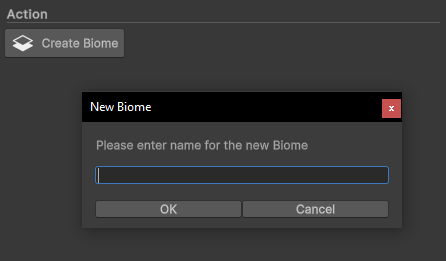 Action
Create Biome
New Biome
x
Please enter name for the new Biome
OK
Cancel